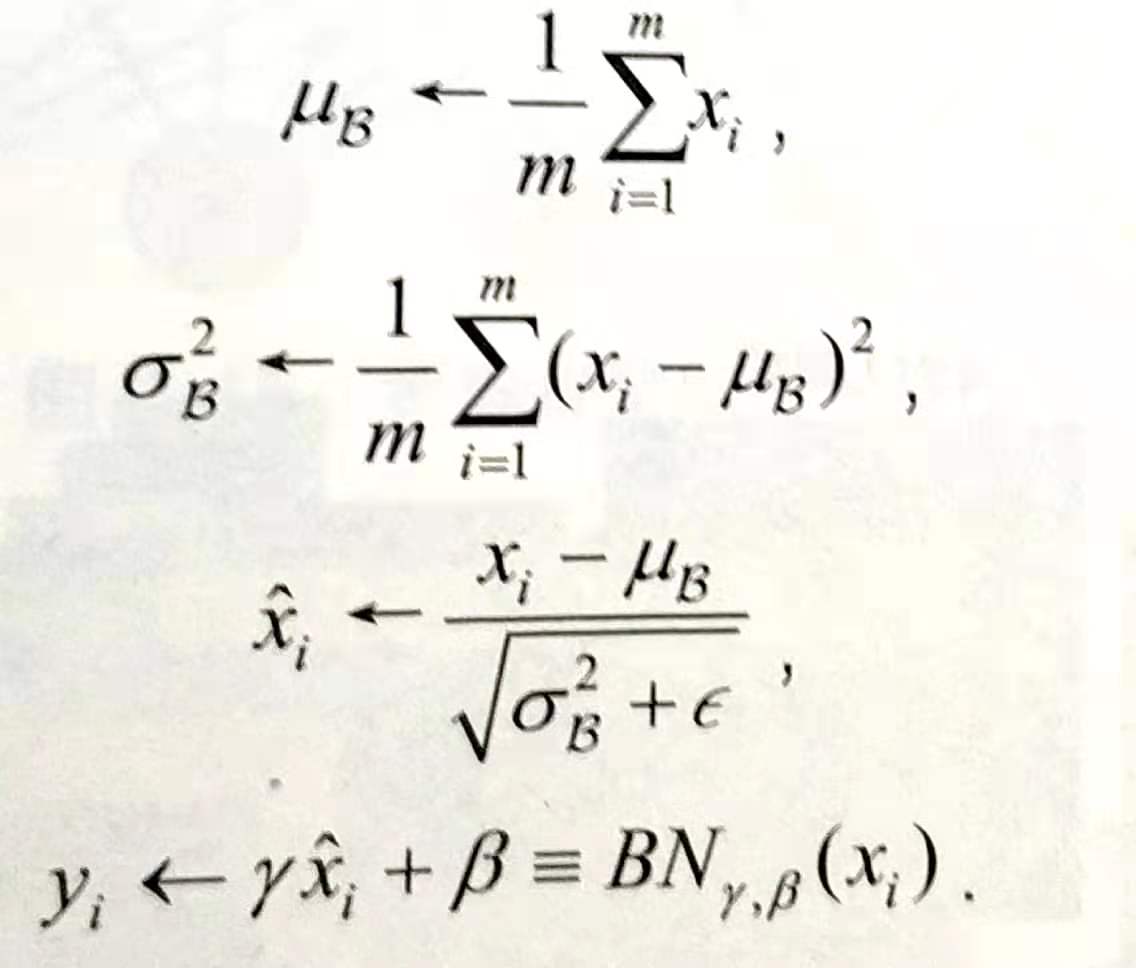 $\mu_{\mathcal{B}} \leftarrow \frac{1}{m} \sum_{i=1}^{m} x_i \, ,$
$\sigma_{\mathcal{B}}^{2} \leftarrow \frac{1}{m} \sum_{i=1}^{m} (x_i - \mu_{\mathcal{B}})^2 \, ,$
$\hat{x}_i \leftarrow \frac{x_i - \mu_{\mathcal{B}}}{\sqrt{\sigma_{\mathcal{B}}^{2} + \epsilon}} \, ,$
$y_i \leftarrow \gamma \hat{x}_i + \beta \equiv BN_{\gamma,\beta}(x_i) \, .$